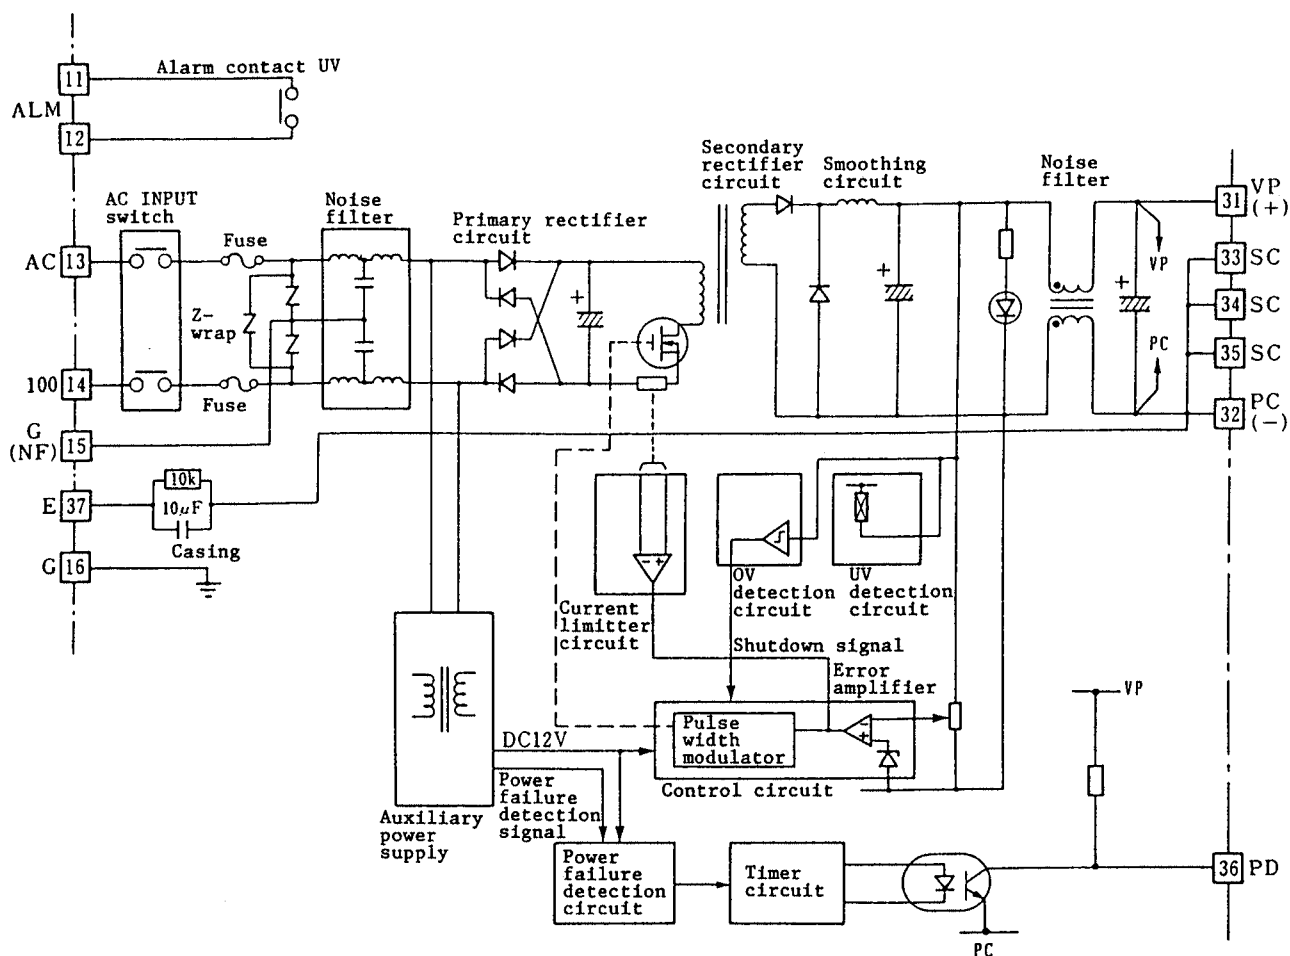 11
Alarm contact UV
ALM
12
AC INPUT
switch
Noise
filter
Primary rectifier
circuit
Secondary
rectifier
circuit
Smoothing
circuit
Noise
filter
31
VP
(+)
AC
13
Fuse
+
+
+
VP
33
SC
34
SC
Z-
wrap
PC
35
SC
100
14
Fuse
32
PC
(-)
G
(NF)
15
10k
E
37
10μF
Casing
G
16
- +
OV
detection
circuit
UV
detection
circuit
Current
limitter
circuit
Shutdown signal
Error
amplifier
VP
Pulse
width
modulator
-
+
DC12V
Control circuit
Power
failure
detection
signal
Auxiliary
power
supply
Power
failure
detection
circuit
Timer
circuit
36
PD
PC